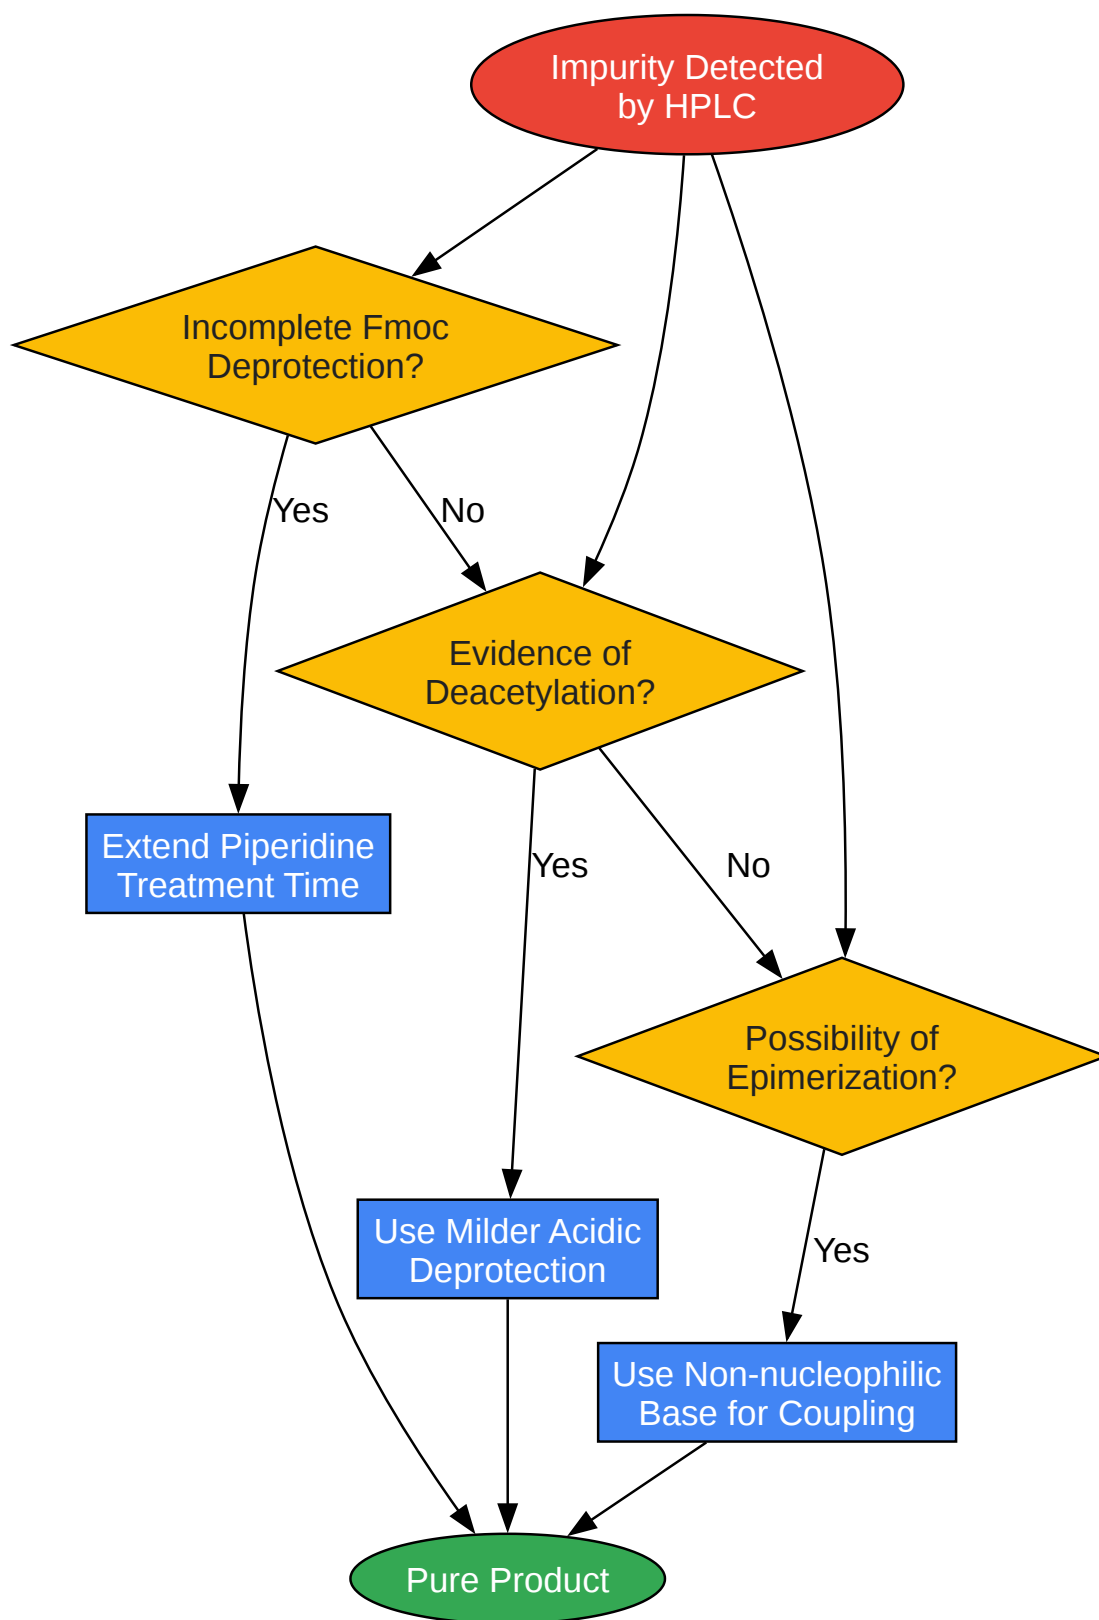 Impurity Detected
by HPLC
Incomplete Fmoc
Deprotection?
Yes
No
Evidence of
Deacetylation?
Extend Piperidine
Treatment Time
Yes
No
Possibility of
Epimerization?
Use Milder Acidic
Deprotection
Yes
Use Non-nucleophilic
Base for Coupling
Pure Product